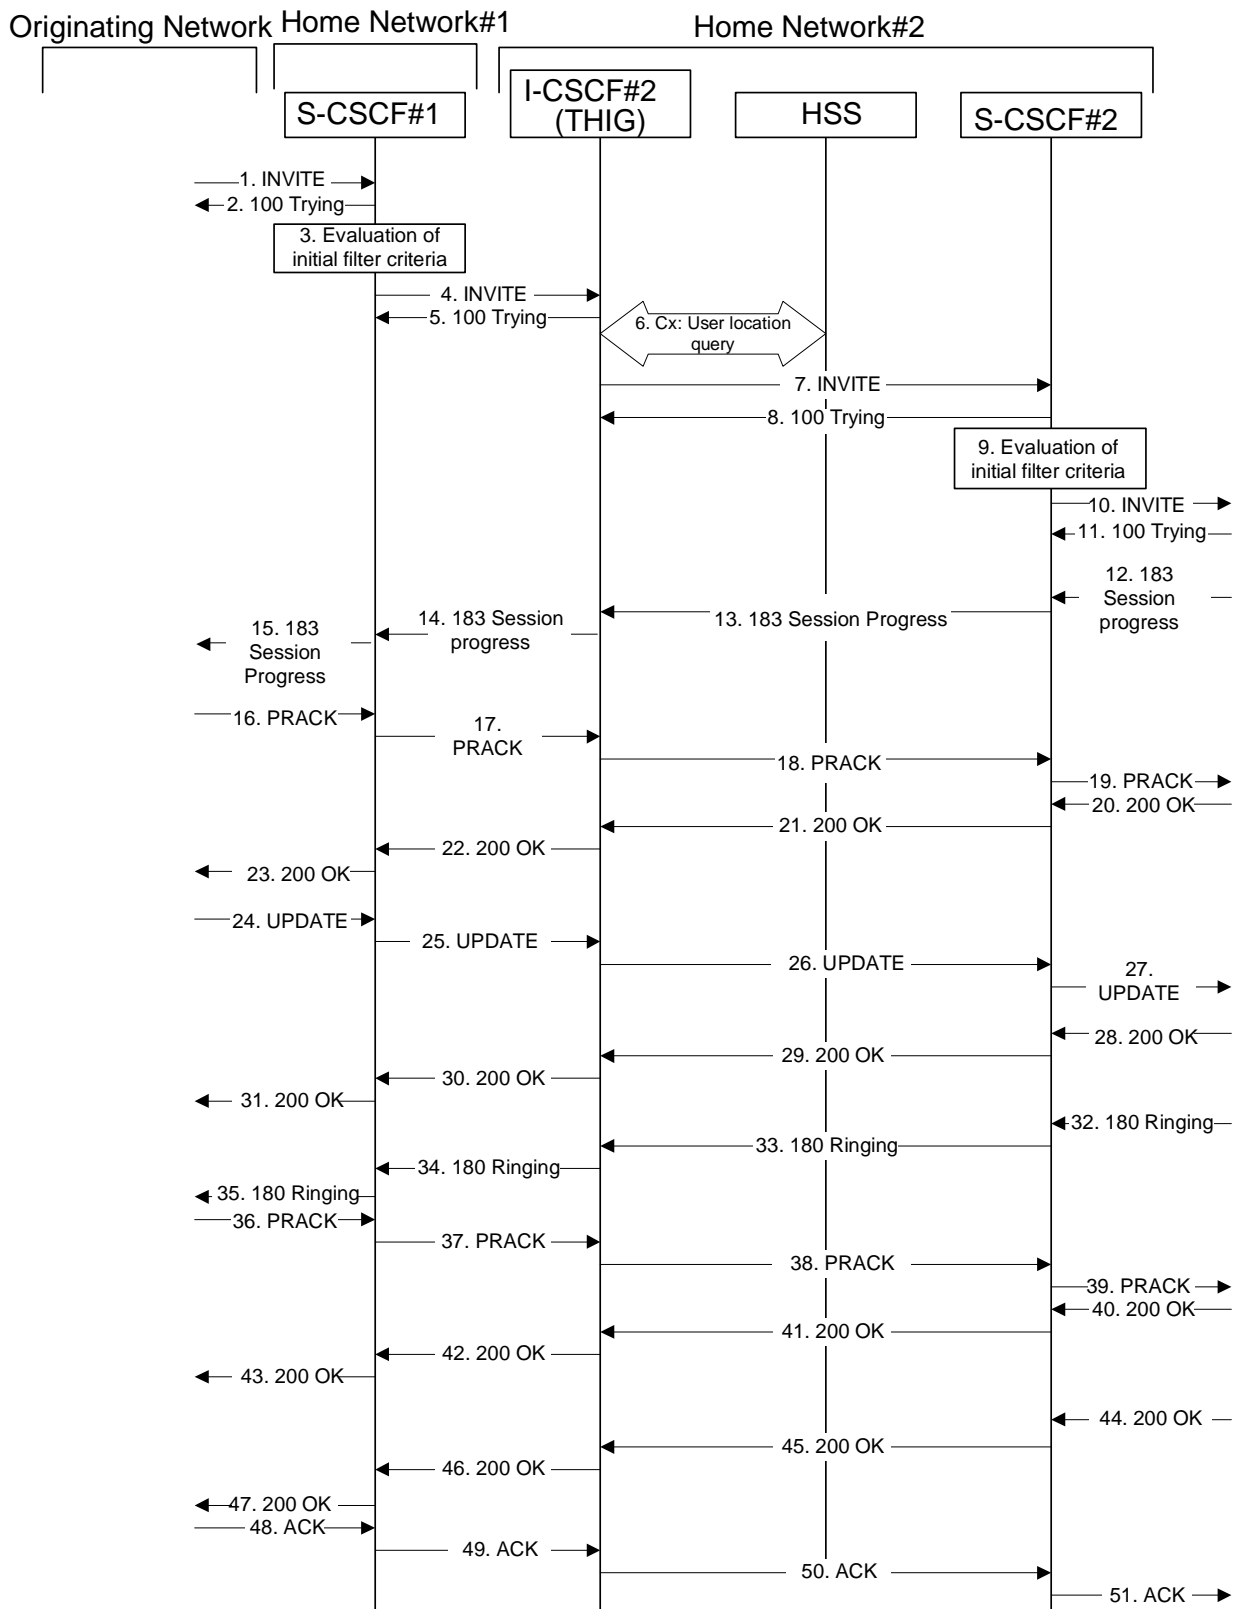 Originating Network
Home Network#1
Home Network#2
S-CSCF#1
I-CSCF#2
(THIG)
HSS
S-CSCF#2
1. INVITE
2. 100 Trying
3. Evaluation of
initial filter criteria
4. INVITE
5. 100 Trying
6. Cx: User location
query
7. INVITE
8. 100 Trying
9. Evaluation of
initial filter criteria
10. INVITE
11. 100 Trying
12. 183
Session
progress
13. 183 Session Progress
14. 183 Session
progress
15. 183
Session
Progress
16. PRACK
17.
PRACK
18. PRACK
19. PRACK
20. 200 OK
21. 200 OK
22. 200 OK
23. 200 OK
24. UPDATE
25. UPDATE
26. UPDATE
27.
UPDATE
28. 200 OK
29. 200 OK
30. 200 OK
31. 200 OK
32. 180 Ringing
33. 180 Ringing
34. 180 Ringing
35. 180 Ringing
36. PRACK
37. PRACK
38. PRACK
39. PRACK
40. 200 OK
41. 200 OK
42. 200 OK
43. 200 OK
44. 200 OK
45. 200 OK
46. 200 OK
47. 200 OK
48. ACK
49. ACK
50. ACK
51. ACK